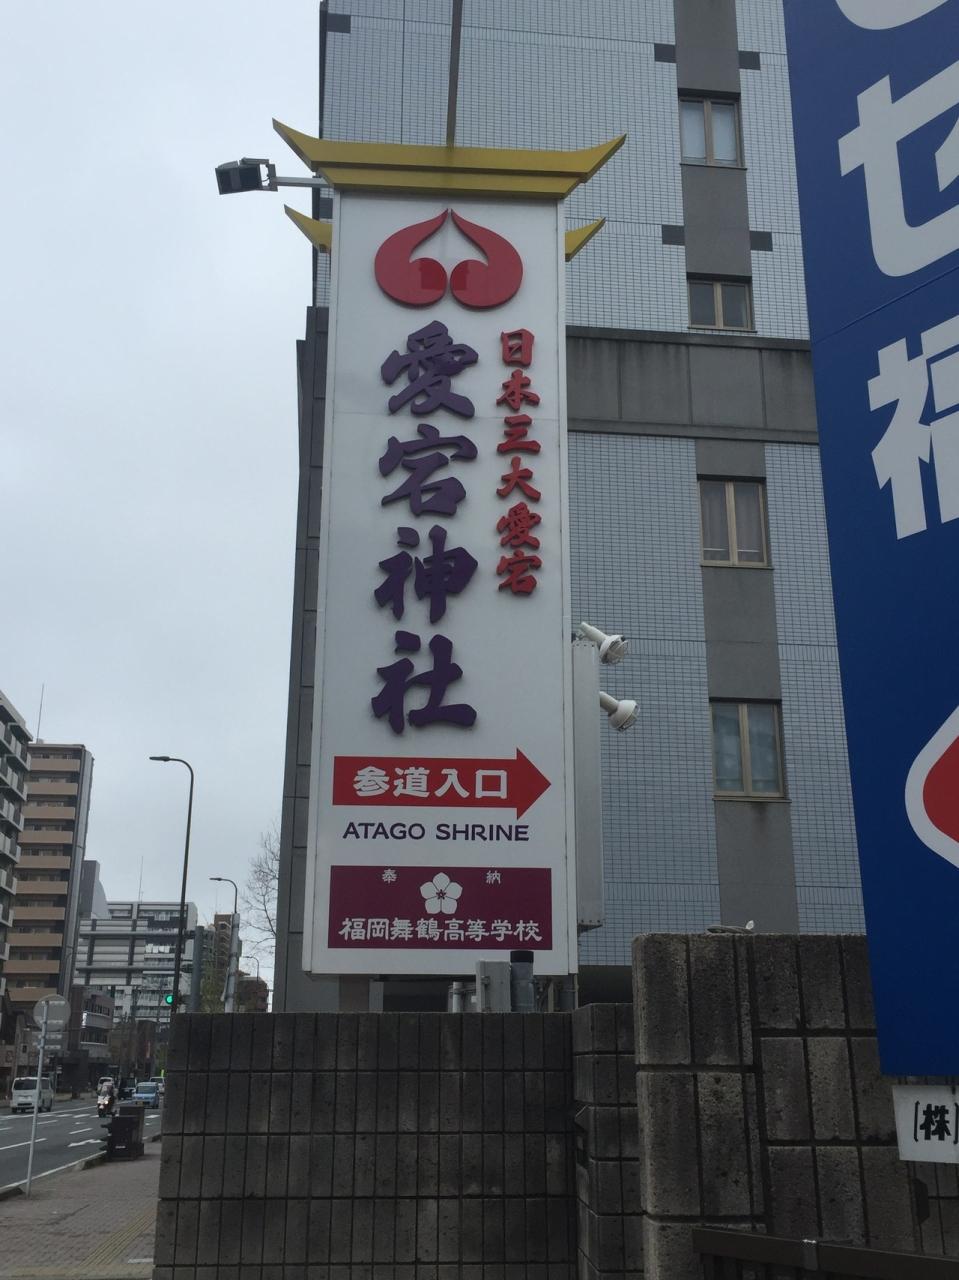 日本三大愛宕
愛宕神社
参道入口
ATAGO SHRINE
奉納
福岡舞鶴高等学校
セ
福
(株)